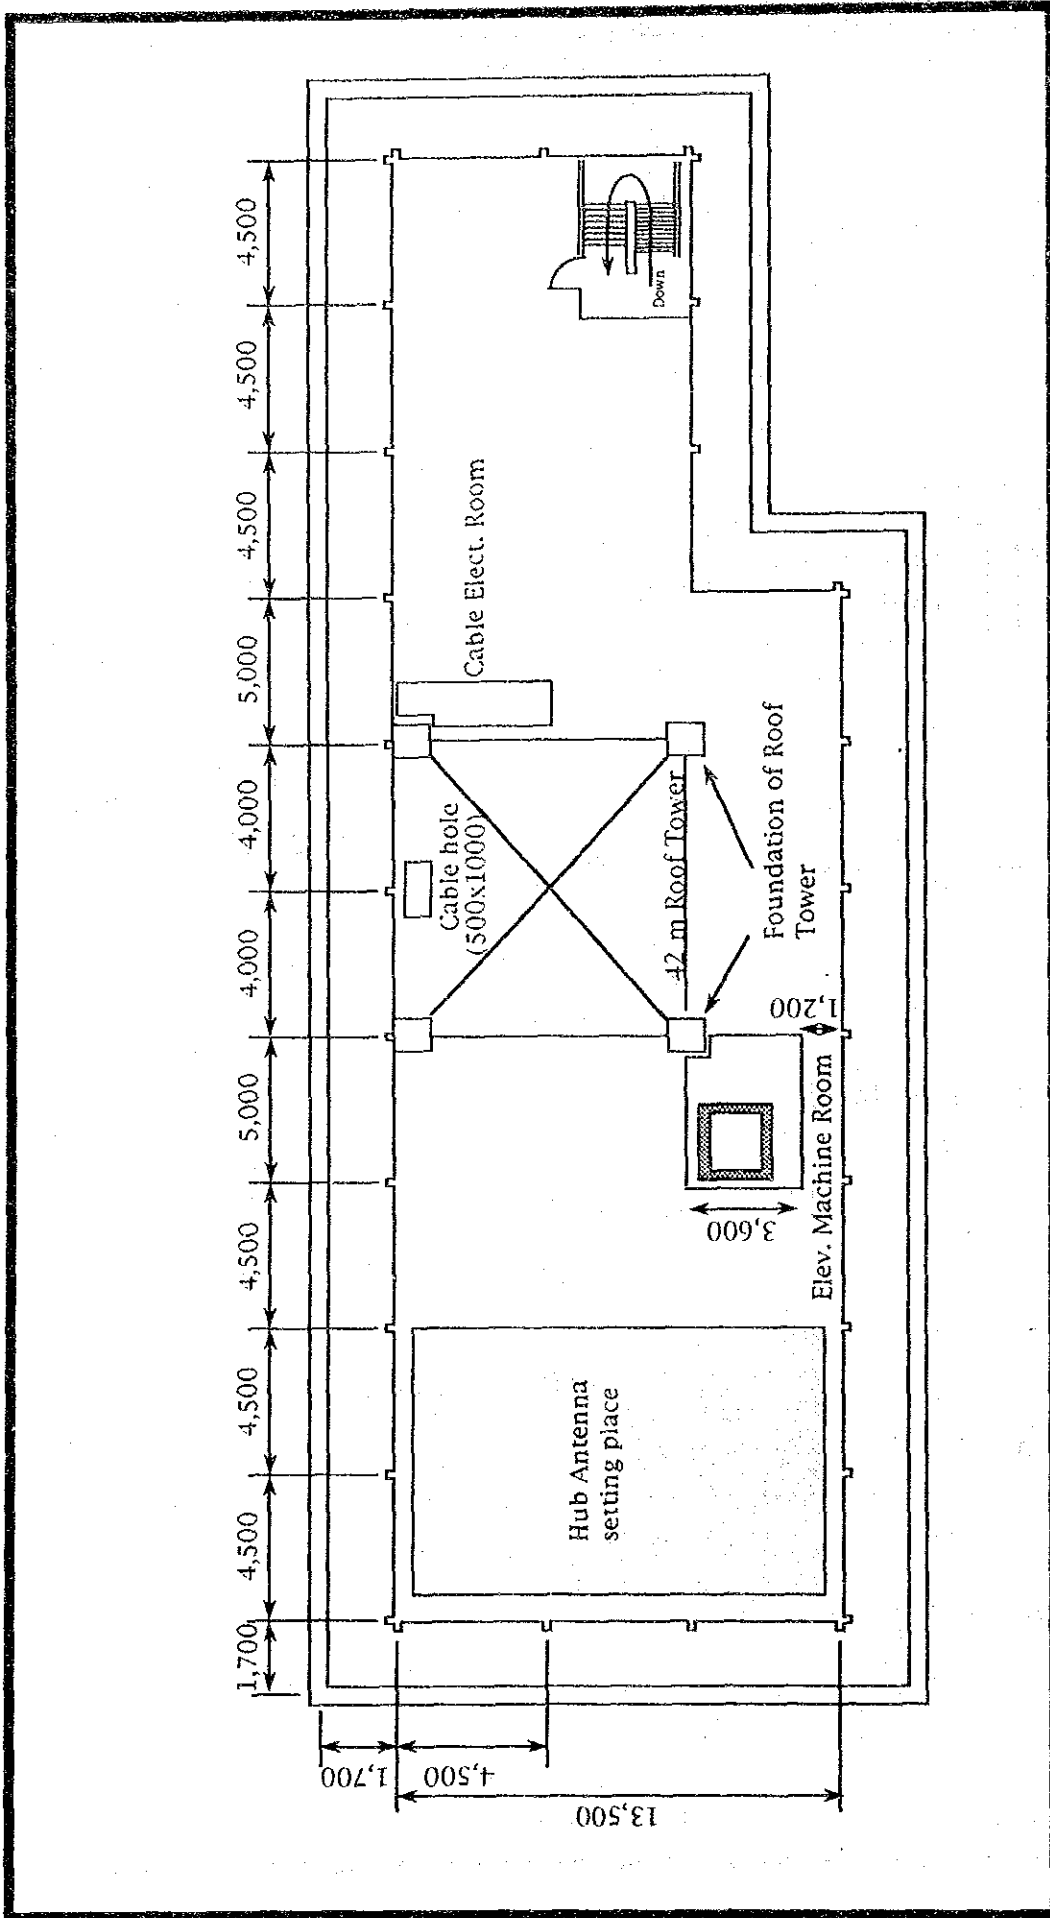 1,700
4,500
4,500
4,500
5,000
4,000
4,000
5,000
4,500
4,500
4,500
1,700
4,500
13,500
Cable hole
(500x1000)
Cable Elect. Room
Down
42 m Roof Tower
Hub Antenna
setting place
3,600
Foundation of Roof
Tower
1,200
Elev. Machine Room